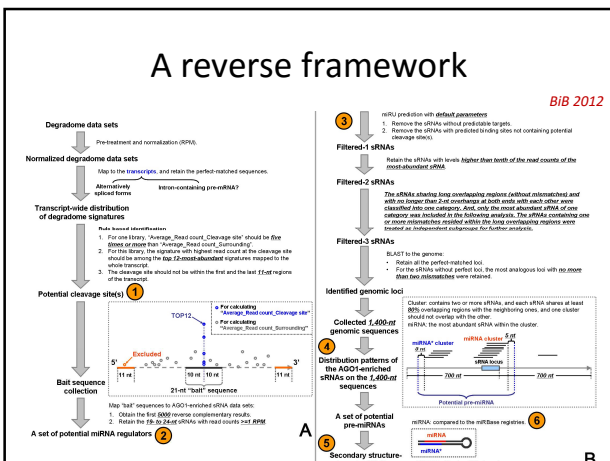 A reverse framework
BiB 2012
Degradome data sets
Pre-treatment and normalization (RPM).
Normalized degradome data sets
Map to the transcripts, and retain the perfect-matched sequences.
Alternatively
spliced forms
Intron-containing pre-mRNA?
Transcript-wide distribution
of degradome signatures
Rule based identification
1. For one library, "Average_Read count_Cleavage site" should be five
times or more than "Average_Read count_Surrounding".
2. For this library, the signature with highest read count at the cleavage site
should be among the top 12-most-abundant signatures mapped to the
whole transcript.
3. The cleavage site should not be within the first and the last 11-nt regions
of the transcript.
Potential cleavage site(s)
1
TOP12
For calculating
"Average_Read count_Cleavage site"
For calculating
"Average_Read count_Surrounding"
5'
Excluded
3'
11 nt
10 nt
10 nt
11 nt
21-nt "bait" sequence
Bait sequence
collection
Map "bait" sequences to AGO1-enriched sRNA data sets:
1. Obtain the first 5000 reverse complementary results.
2. Retain the 19- to 24-nt sRNAs with read counts >=1 RPM.
A set of potential miRNA regulators
2
A
3
miRU prediction with default parameters
1. Remove the sRNAs without predictable targets.
2. Remove the sRNAs with predicted binding sites not containing potential
cleavage site(s).
Filtered-1 sRNAs
Retain the sRNAs with levels higher than tenth of the read counts of the
most-abundant sRNA.
Filtered-2 sRNAs
The sRNAs sharing long overlapping regions (without mismatches) and
with no longer than 2-nt overhangs at both ends with each other were
classified into one category. And, only the most abundant sRNA of one
category was included in the following analysis. The sRNAs containing one
or more mismatches resided within the long overlapping regions were
treated as independent subgroups for further analysis.
Filtered-3 sRNAs
BLAST to the genome:
• Retain all the perfect-matched loci.
• For the sRNAs without perfect loci, the most analogous loci with no more
than two mismatches were retained.
Identified genomic loci
Cluster: contains two or more sRNAs, and each sRNA shares at least
80% overlapping regions with the neighboring ones, and one cluster
should not overlap with the other.
miRNA: the most abundant sRNA within the cluster.
Collected 1,400-nt
genomic sequences
4
Distribution patterns of
the AGO1-enriched
sRNAs on the 1,400-nt
sequences
5 nt
miRNA cluster
miRNA* cluster
sRNA locus
700 nt
700 nt
Potential pre-miRNA
A set of potential
pre-miRNAs
6
5
miRNA: compared to the miRBase registries.
miRNA
miRNA*
Secondary structure-
B